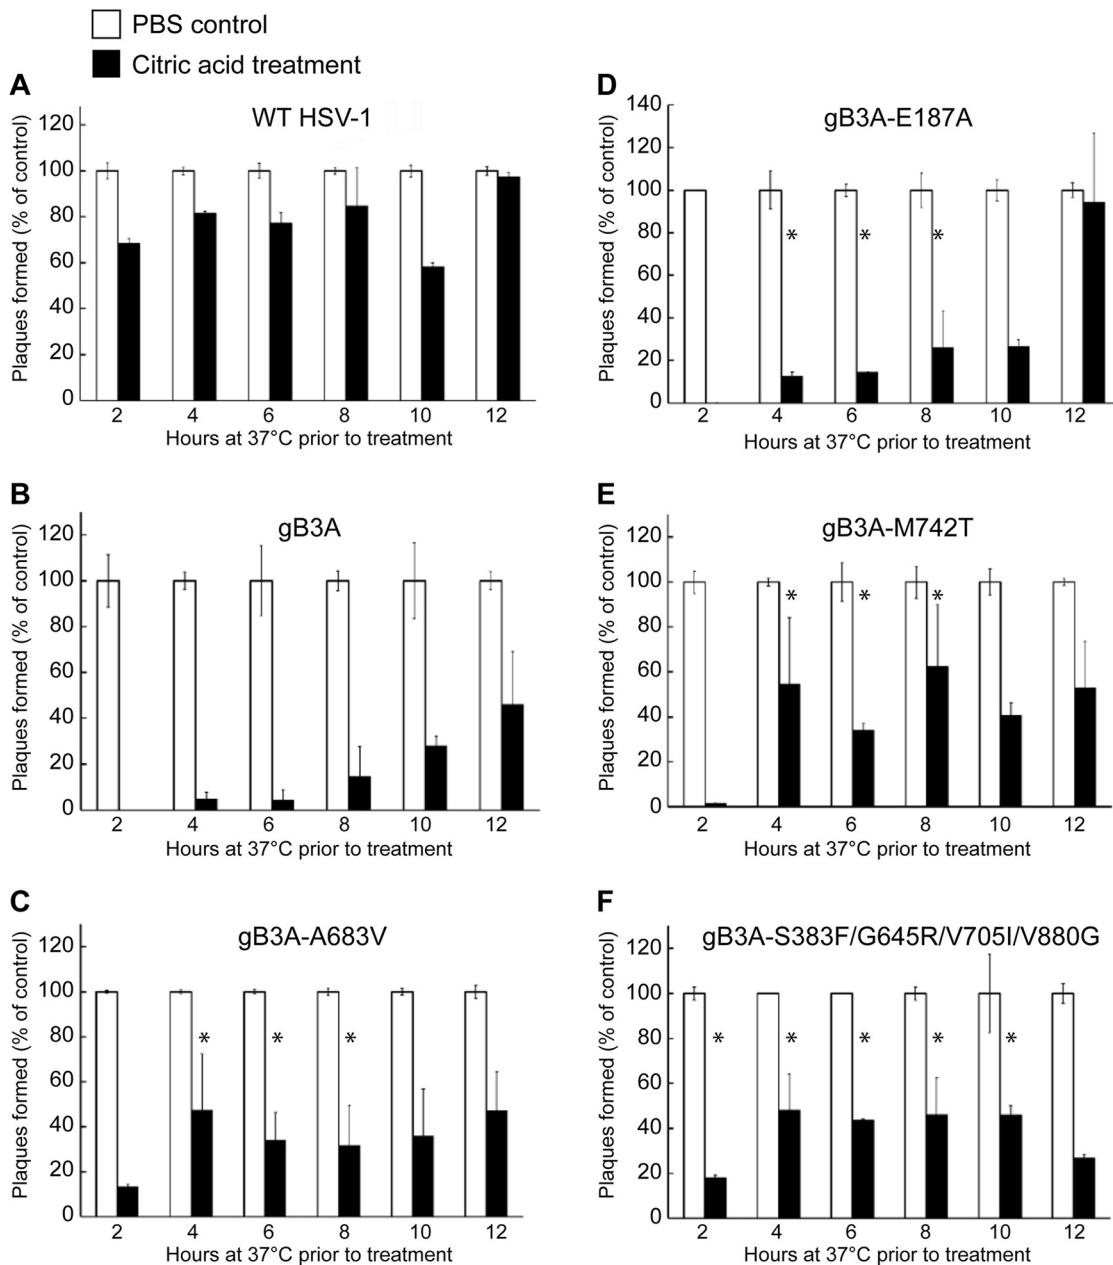 PBS control
Citric acid treatment
A
WT HSV-1
Plaques formed (% of control)
120
100
80
60
40
20
0
2 4 6 8 10 12
Hours at 37°C prior to treatment
B
gB3A
Plaques formed (% of control)
120
100
80
60
40
20
0
2 4 6 8 10 12
Hours at 37°C prior to treatment
C
gB3A-A683V
Plaques formed (% of control)
120
100
80
60
40
20
0
* * *
2 4 6 8 10 12
Hours at 37°C prior to treatment
D
gB3A-E187A
Plaques formed (% of control)
140
120
100
80
60
40
20
0
* * *
2 4 6 8 10 12
Hours at 37°C prior to treatment
E
gB3A-M742T
Plaques formed (% of control)
120
100
80
60
40
20
0
* * *
2 4 6 8 10 12
Hours at 37°C prior to treatment
F
gB3A-S383F/G645R/V705I/V880G
Plaques formed (% of control)
120
100
80
60
40
20
0
* * * * *
2 4 6 8 10 12
Hours at 37°C prior to treatment